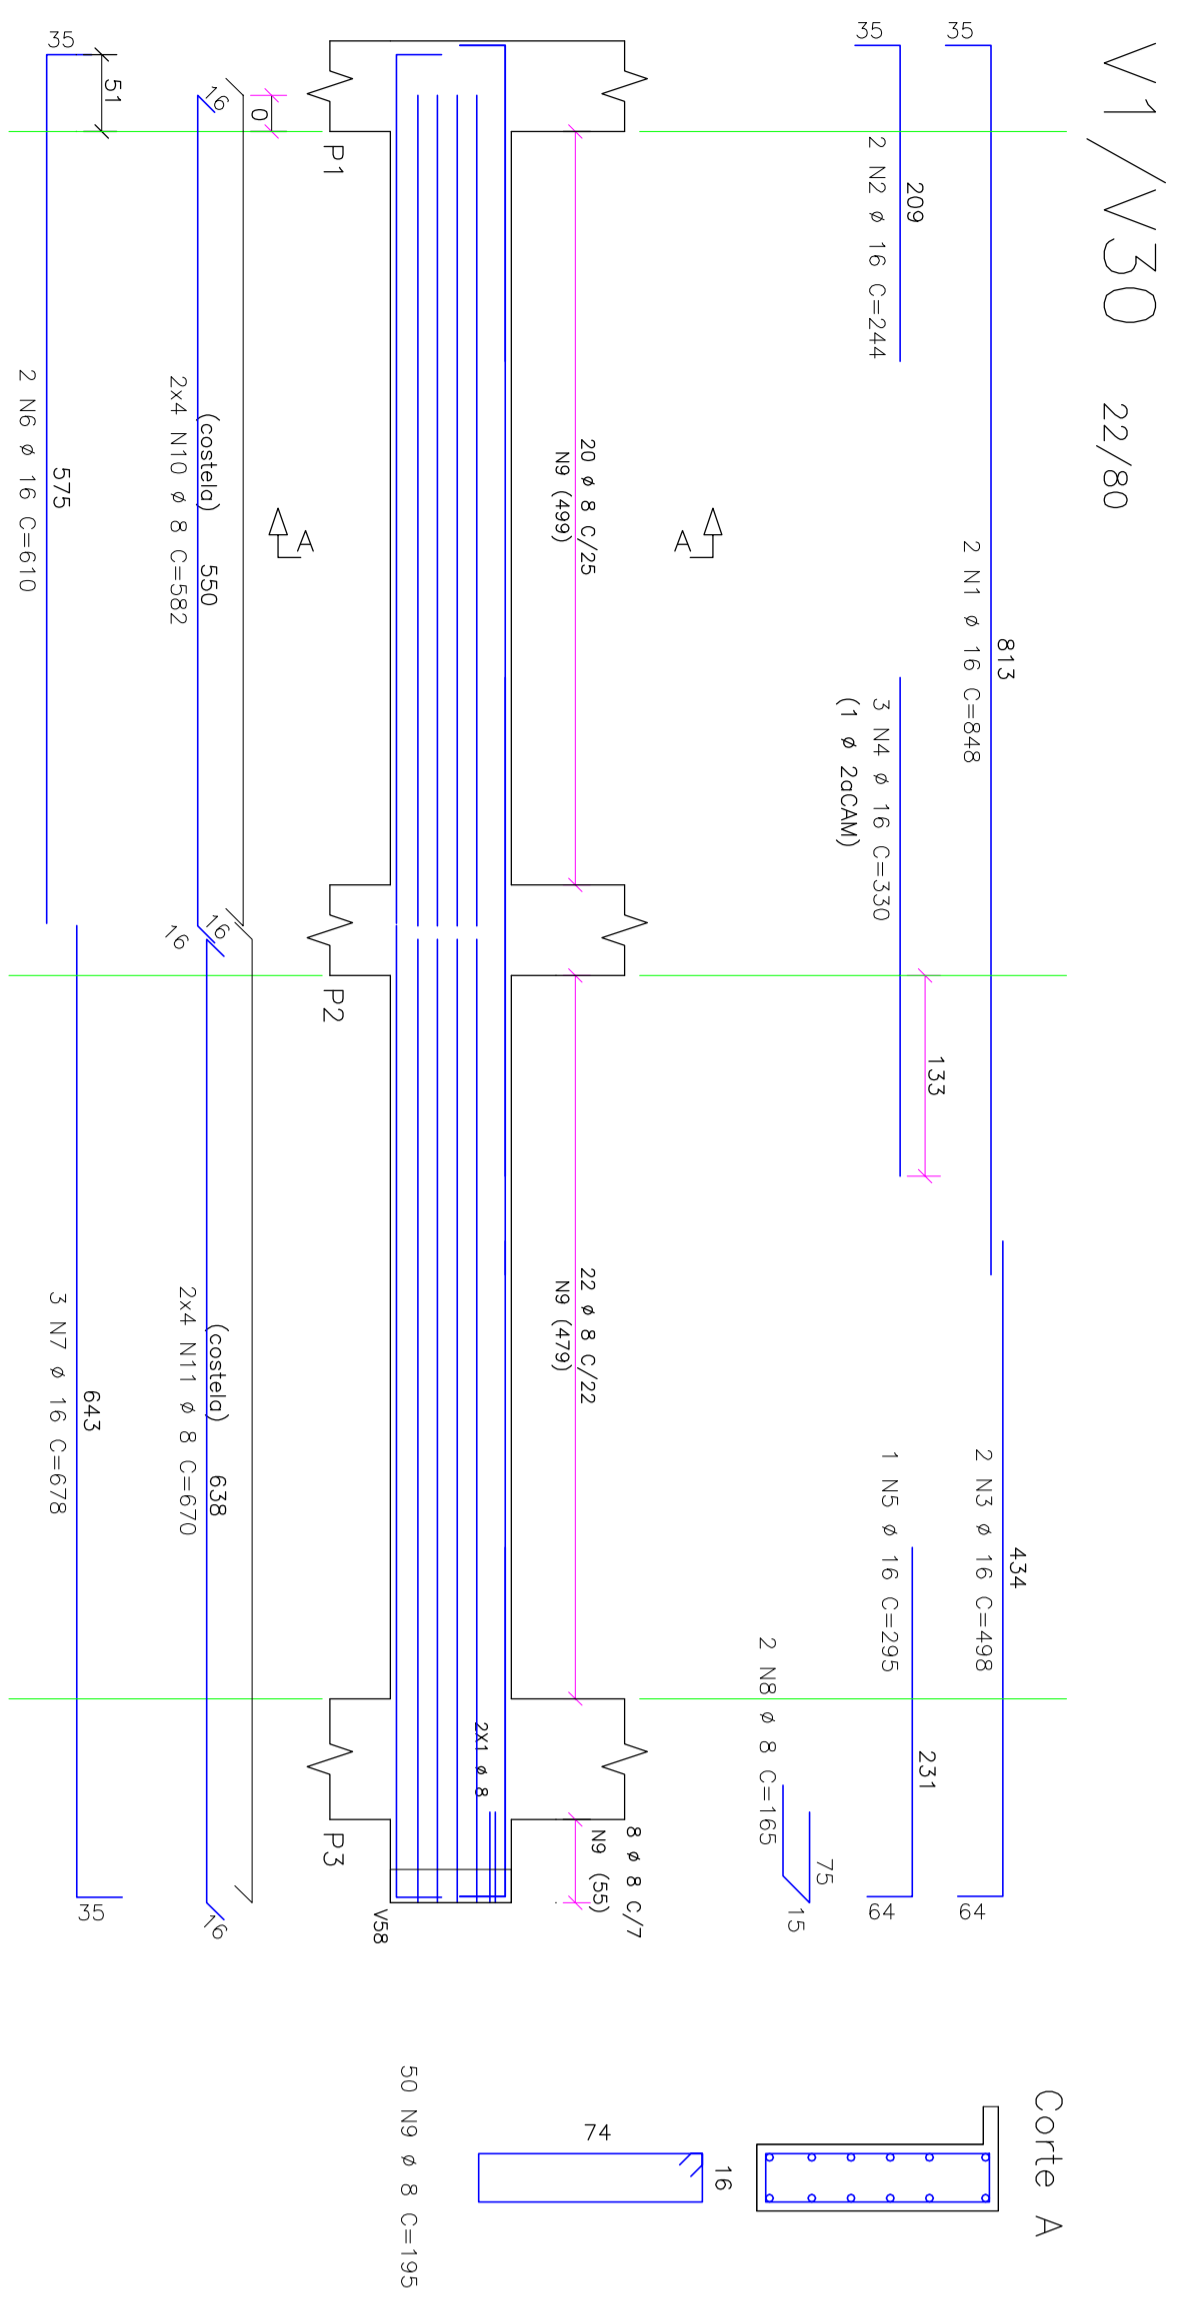 V1/V30 22/80
35
813
2 N1 ø 16 C=848
434
2 N3 ø 16 C=498
64
35
209
2 N2 ø 16 C=244
3 N4 ø 16 C=330
(1 ø 2aCAM)
133
231
1 N5 ø 16 C=295
64
75
2 N8 ø 8 C=165
15
A
20 ø 8 C/25
N9 (499)
22 ø 8 C/22
N9 (479)
8 ø 8 C/7
N9 (55)
2X1 ø 8
V58
P1
P2
P3
A
0
16
(costela) 550
2x4 N10 ø 8 C=582
16
16
(costela) 638
2x4 N11 ø 8 C=670
16
51
35
575
2 N6 ø 16 C=610
643
3 N7 ø 16 C=678
35
Corte A
16
74
50 N9 ø 8 C=195